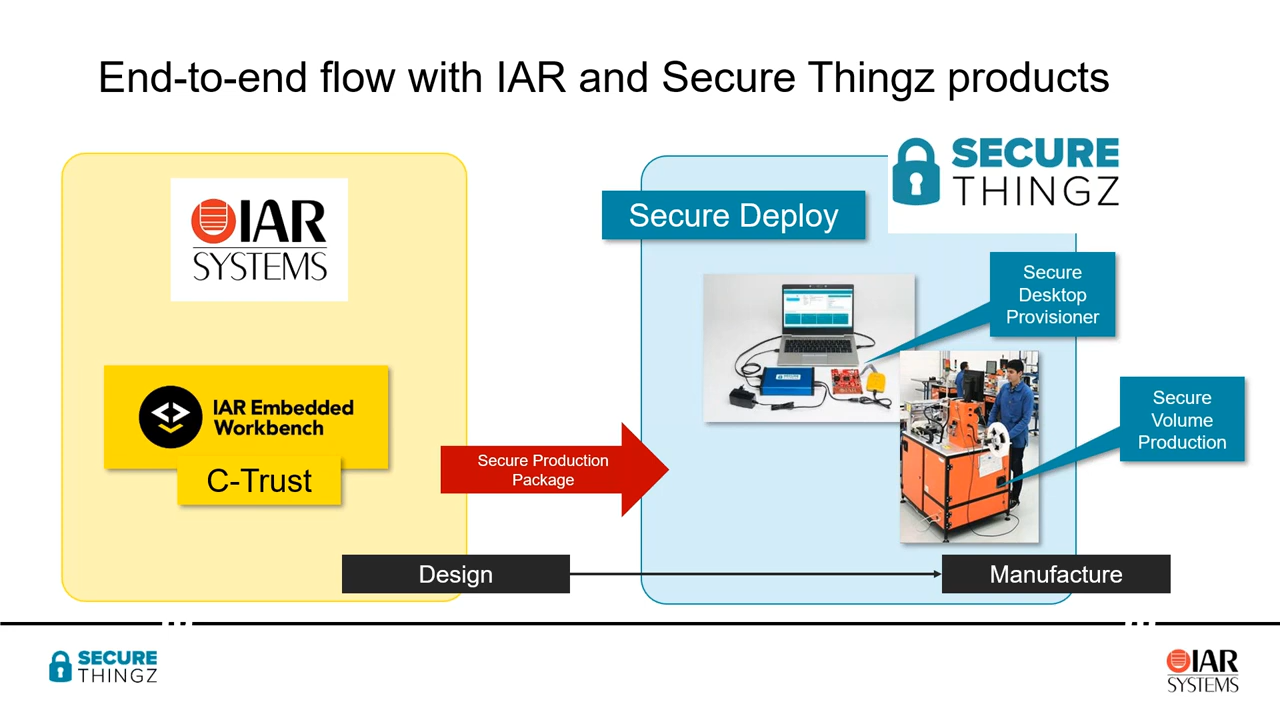 End-to-end flow with IAR and Secure Thingz products
IAR
SYSTEMS
IAR Embedded
Workbench
C-Trust
Secure Production
Package
Secure Deploy
SECURE
THINGZ
Secure
Desktop
Provisioner
Secure
Volume
Production
Design
Manufacture
SECURE
THINGZ
IAR
SYSTEMS